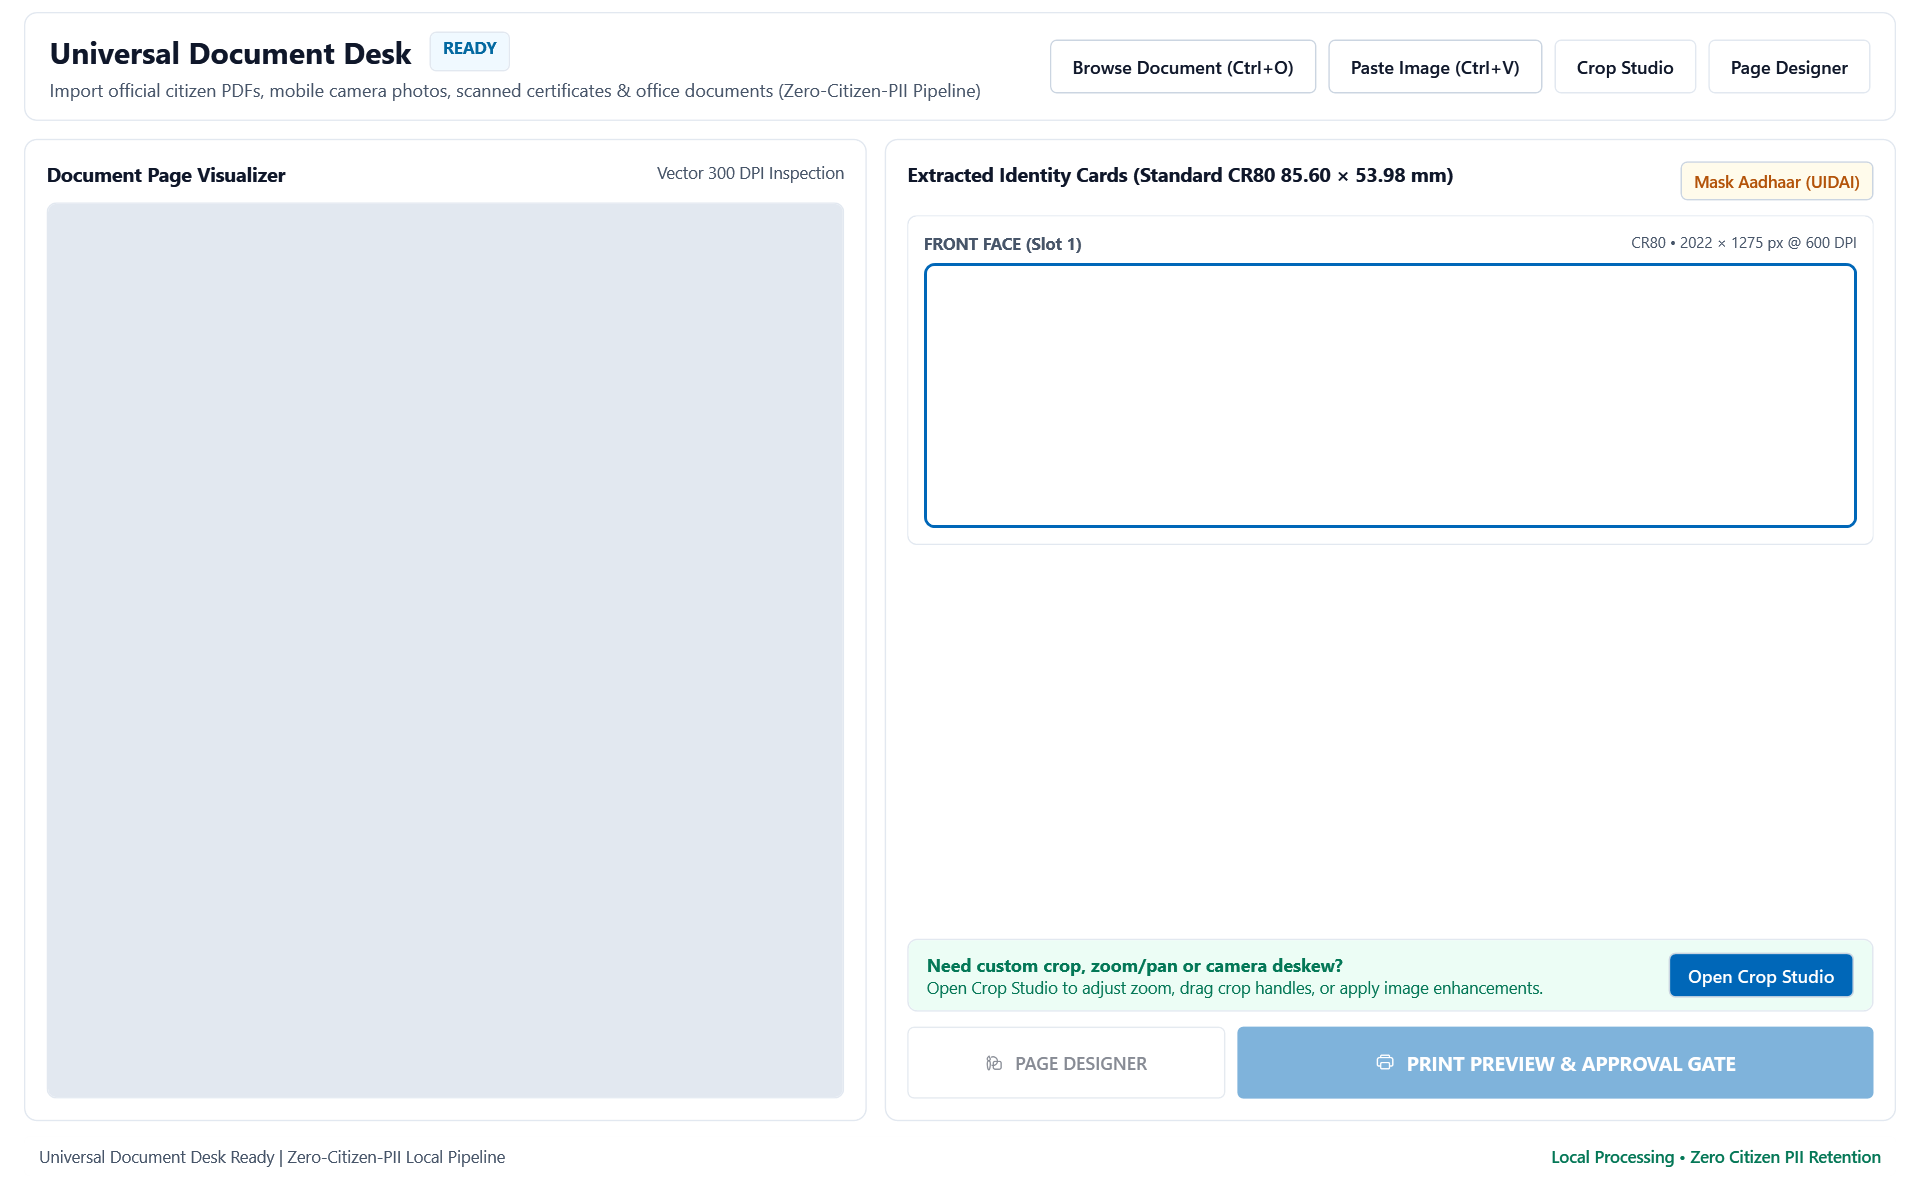 Universal Document Desk
READY
Import official citizen PDFs, mobile camera photos, scanned certificates & office documents (Zero-Citizen-PII Pipeline)
Browse Document (Ctrl+O)
Paste Image (Ctrl+V)
Crop Studio
Page Designer
Document Page Visualizer
Vector 300 DPI Inspection
Extracted Identity Cards (Standard CR80 85.60 × 53.98 mm)
Mask Aadhaar (UIDAI)
FRONT FACE (Slot 1)
CR80 • 2022 × 1275 px @ 600 DPI
Need custom crop, zoom/pan or camera deskew?
Open Crop Studio to adjust zoom, drag crop handles, or apply image enhancements.
Open Crop Studio
PAGE DESIGNER
PRINT PREVIEW & APPROVAL GATE
Universal Document Desk Ready | Zero-Citizen-PII Local Pipeline
Local Processing • Zero Citizen PII Retention